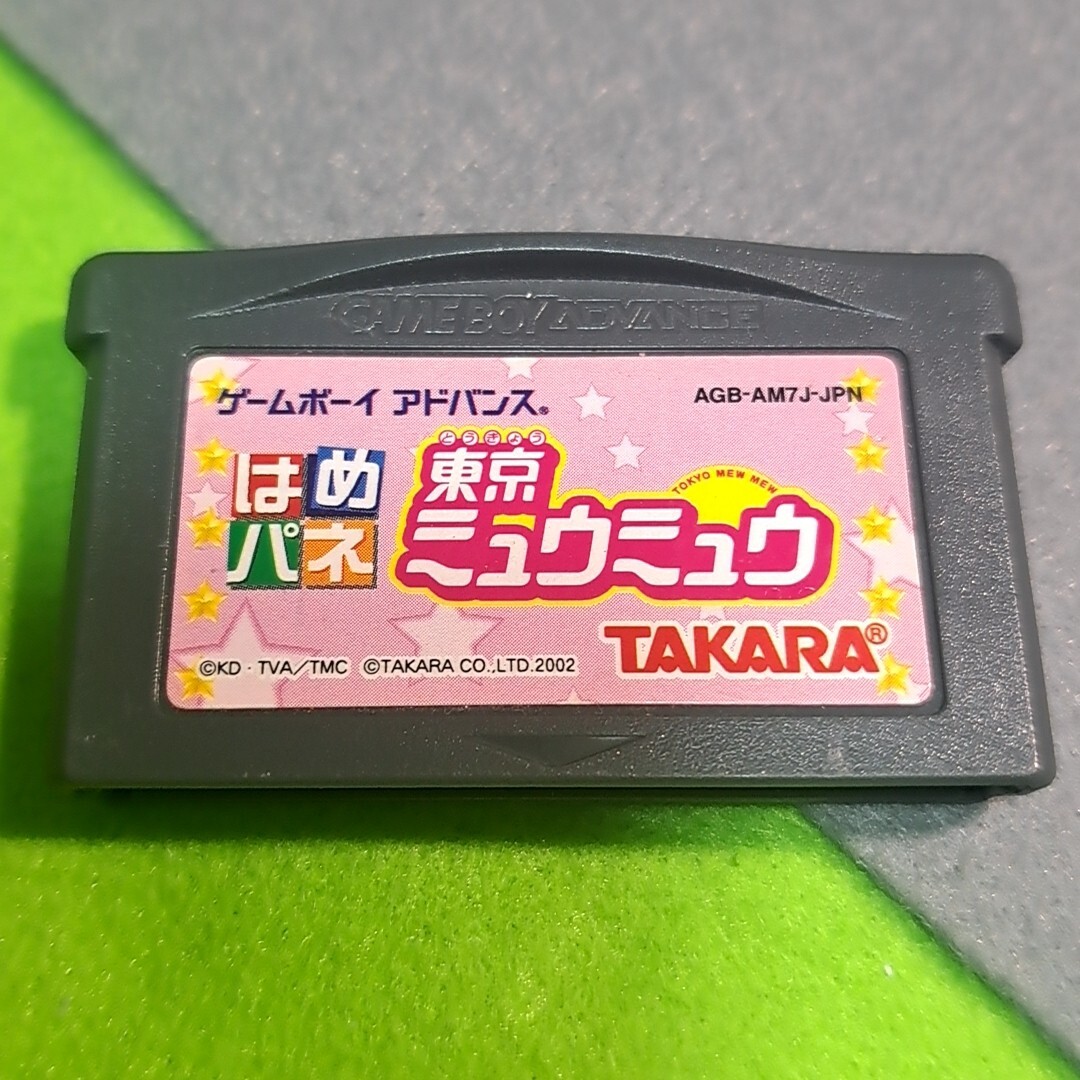 GAME BOY ADVANCE
ゲームボーイ アドバンス®
AGB-AM7J-JPN
はめ
パネ
とうきょう
東京
TOKYO MEW MEW
ミュウミュウ
TAKARA®
©KD・TVA/TMC ©TAKARA CO.,LTD.2002